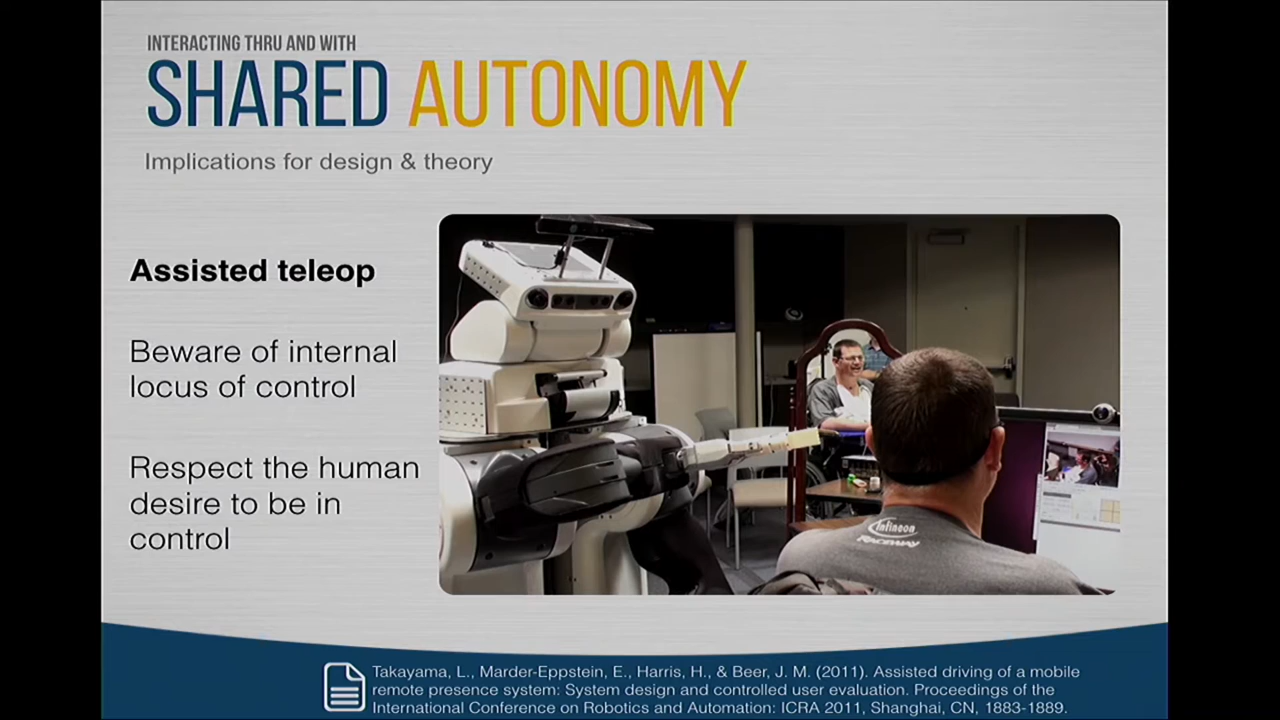 INTERACTING THRU AND WITH
SHARED AUTONOMY
Implications for design & theory
Assisted teleop
Beware of internal
locus of control
Respect the human
desire to be in
control
Infineon
RACEWAY
Takayama, L., Marder-Eppstein, E., Harris, H., & Beer, J. M. (2011). Assisted driving of a mobile
remote presence system: System design and controlled user evaluation. Proceedings of the
International Conference on Robotics and Automation: ICRA 2011, Shanghai, CN, 1883-1889.